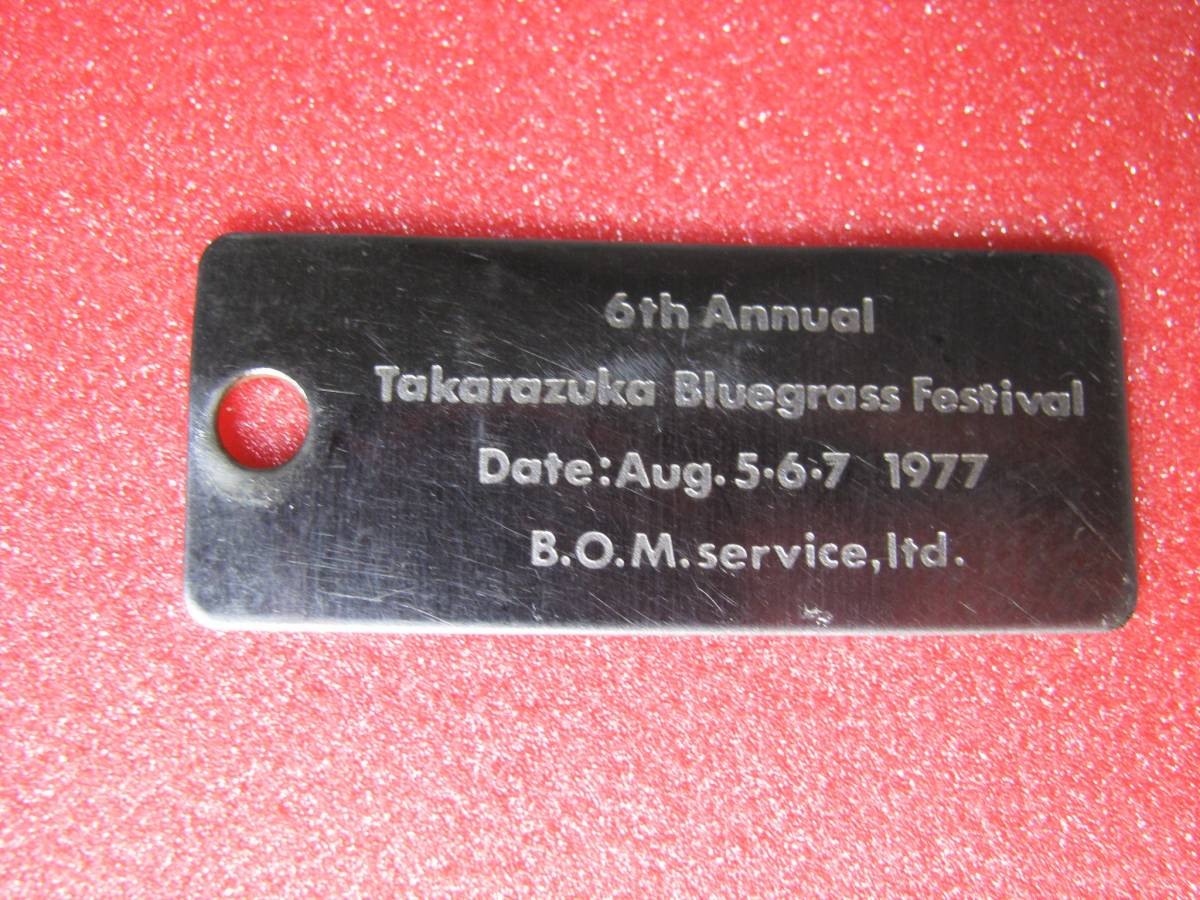 6th Annual
Takarazuka Bluegrass Festival
Date:Aug.5·6·7 1977
B.O.M.service,ltd.